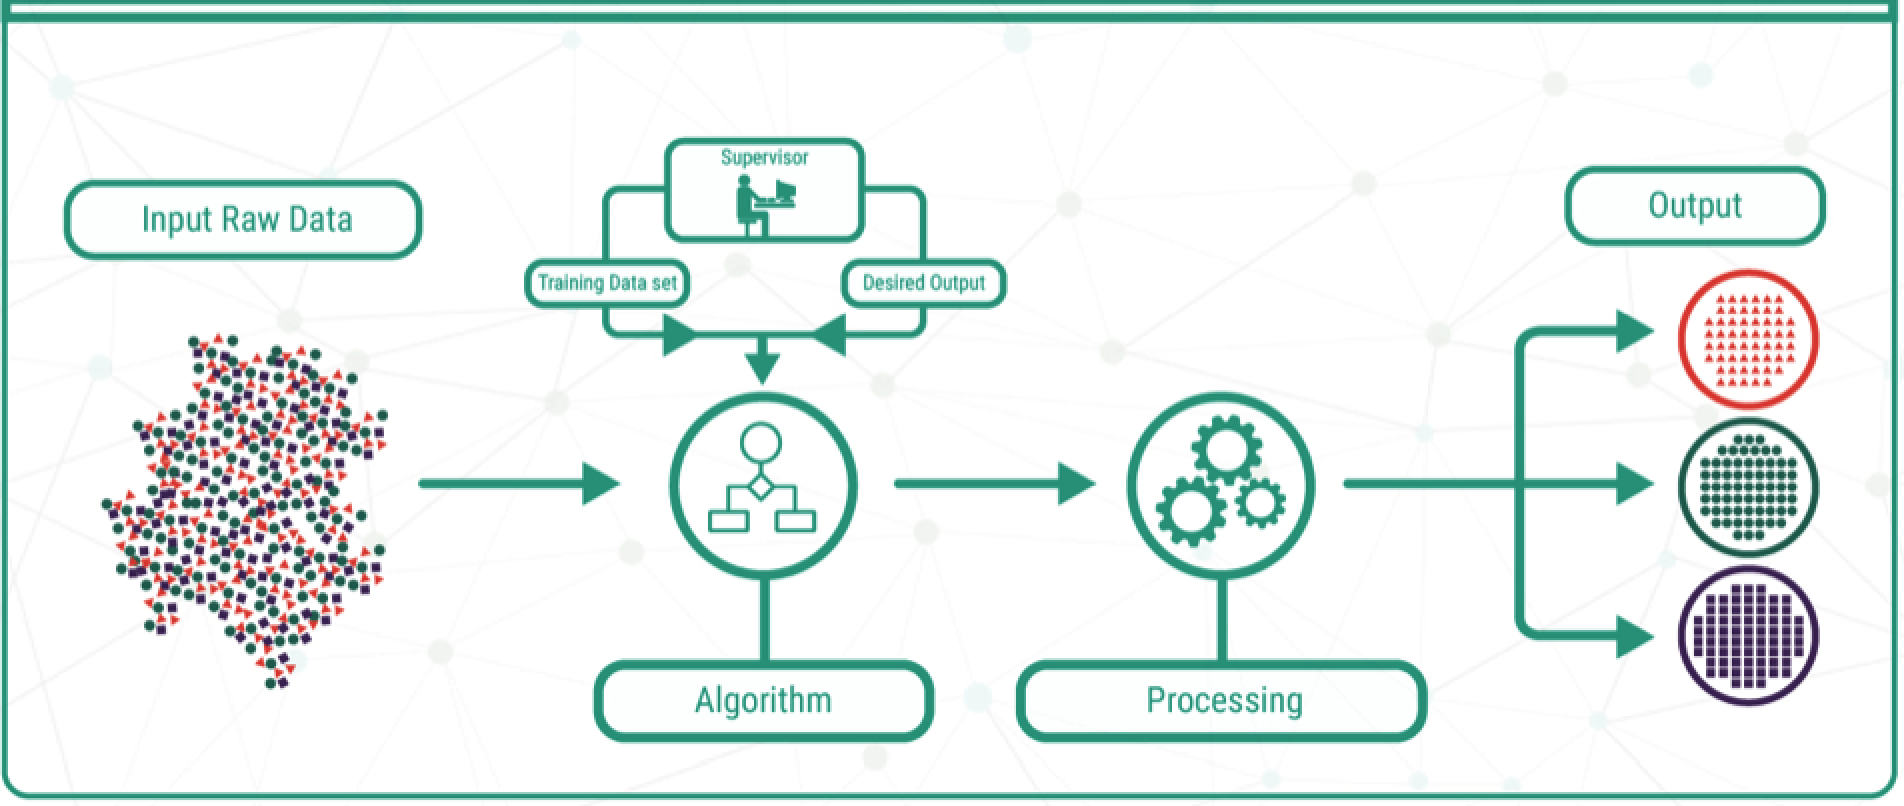 Supervisor
Input Raw Data
Output
Training Data set
Desired Output
Algorithm
Processing